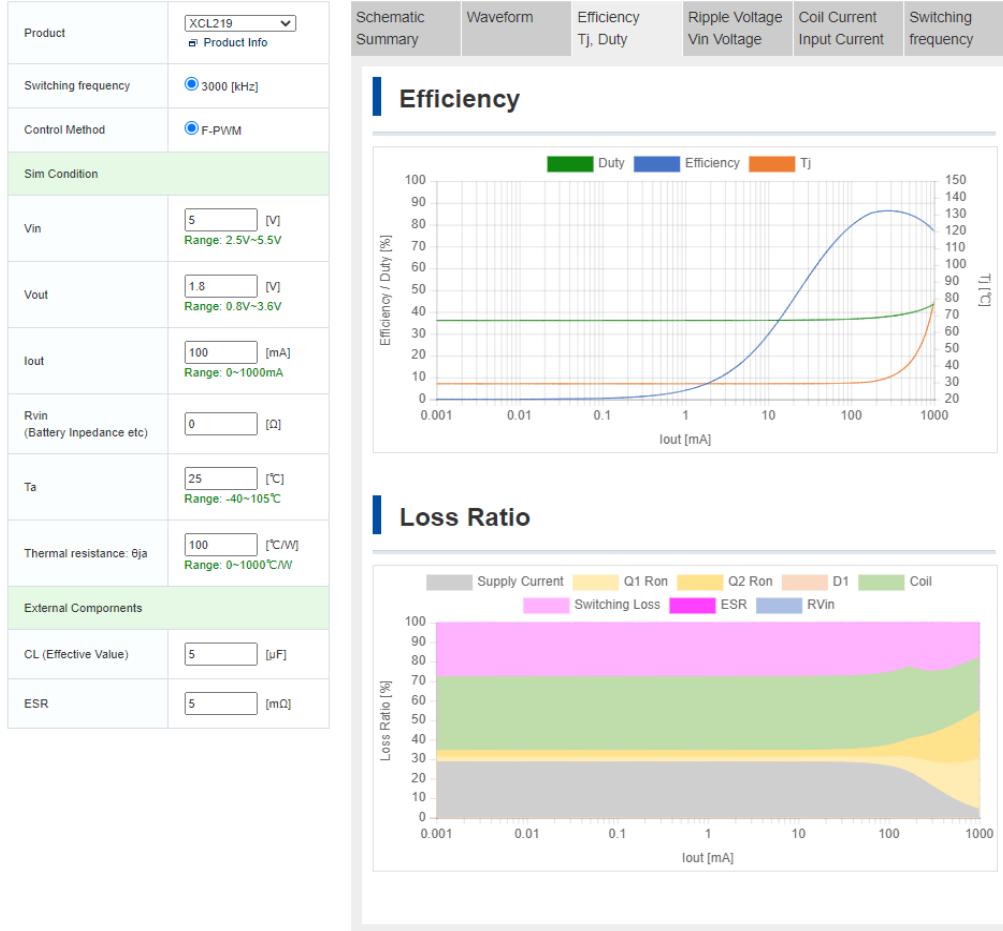 Product
XCL219
Product Info
Switching frequency
3000 [kHz]
Control Method
F-PWM
Sim Condition
Vin
5 [V]
Range: 2.5V~5.5V
Vout
1.8 [V]
Range: 0.8V~3.6V
Iout
100 [mA]
Range: 0~1000mA
Rvin
(Battery Inpedance etc)
0 [Ω]
Ta
25 [℃]
Range: -40~105℃
Thermal resistance: θja
100 [℃/W]
Range: 0~1000℃/W
External Compornents
CL (Effective Value)
5 [μF]
ESR
5 [mΩ]
Schematic
Summary
Waveform
Efficiency
Tj, Duty
Ripple Voltage
Vin Voltage
Coil Current
Input Current
Switching
frequency
Efficiency
Duty Efficiency Tj
100
90
80
70
60
50
40
30
20
10
0
Efficiency / Duty [%]
150
140
130
120
110
100
90
80
70
60
50
40
30
20
Tj [℃]
0.001 0.01 0.1 1 10 100 1000
Iout [mA]
Loss Ratio
Supply Current Q1 Ron Q2 Ron D1 Coil
Switching Loss ESR RVin
100
90
80
70
60
50
40
30
20
10
0
Loss Ratio [%]
0.001 0.01 0.1 1 10 100 1000
Iout [mA]